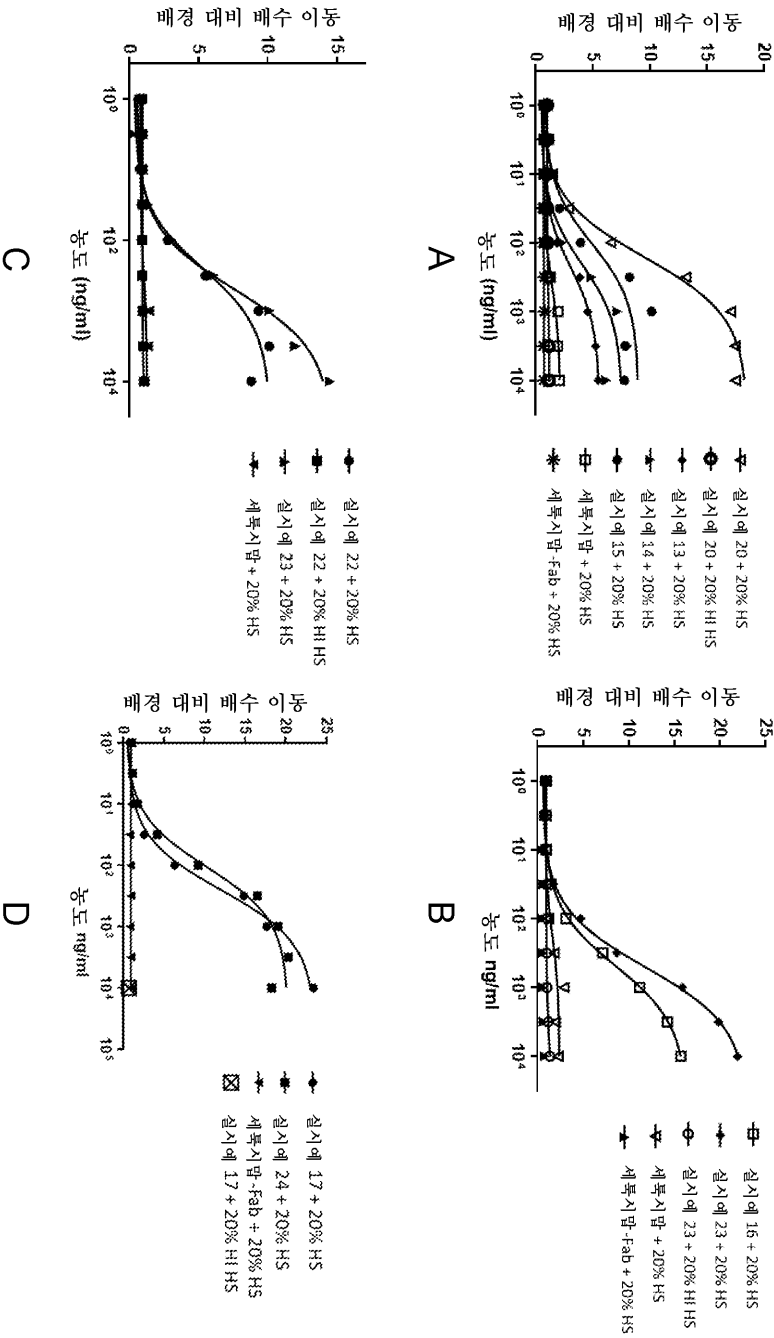 A
배경 대비 배수 이동
20
15
10
5
0
10⁰ 10¹ 10² 10³ 10⁴
농도 (ng/ml)
실시예 20 + 20% HS
실시예 20 + 20% HI HS
실시예 13 + 20% HS
실시예 14 + 20% HS
실시예 15 + 20% HS
세툭시맙 + 20% HS
세툭시맙-Fab + 20% HS
B
배경 대비 배수 이동
25
20
15
10
5
0
10⁰ 10¹ 10² 10³ 10⁴
농도 ng/ml
실시예 16 + 20% HS
실시예 23 + 20% HS
실시예 23 + 20% HI HS
세툭시맙 + 20% HS
세툭시맙-Fab + 20% HS
C
배경 대비 배수 이동
15
10
5
0
10⁰ 10² 10⁴
농도 (ng/ml)
실시예 22 + 20% HS
실시예 22 + 20% HI HS
실시예 23 + 20% HS
세툭시맙 + 20% HS
D
배경 대비 배수 이동
25
20
15
10
5
0
10⁰ 10¹ 10² 10³ 10⁴ 10⁵
농도 ng/ml
실시예 17 + 20% HS
실시예 24 + 20% HS
세툭시맙-Fab + 20% HS
실시예 17 + 20% HI HS